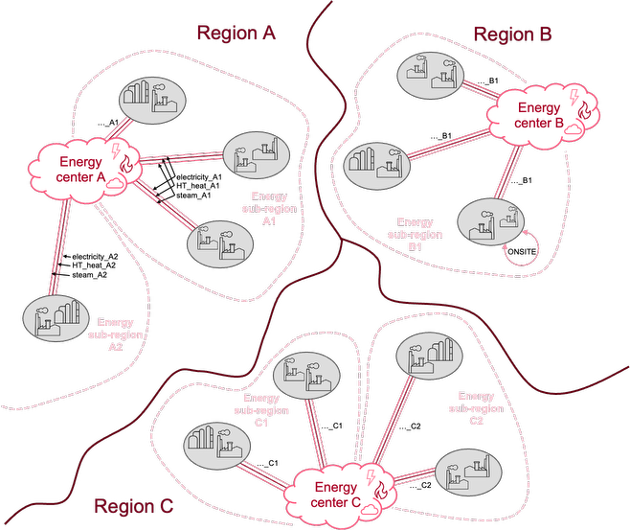 Region A
Region B
..._A1
Energy
center A
electricity_A1
HT_heat_A1
steam_A1
Energy
sub-region
A1
electricity_A2
HT_heat_A2
steam_A2
Energy
sub-region
A2
..._B1
Energy
center B
..._B1
..._B1
Energy
sub-region
B1
ONSITE
Energy
sub-region
C1
Energy
sub-region
C2
..._C1
..._C2
..._C1
..._C2
Energy
center C
Region C